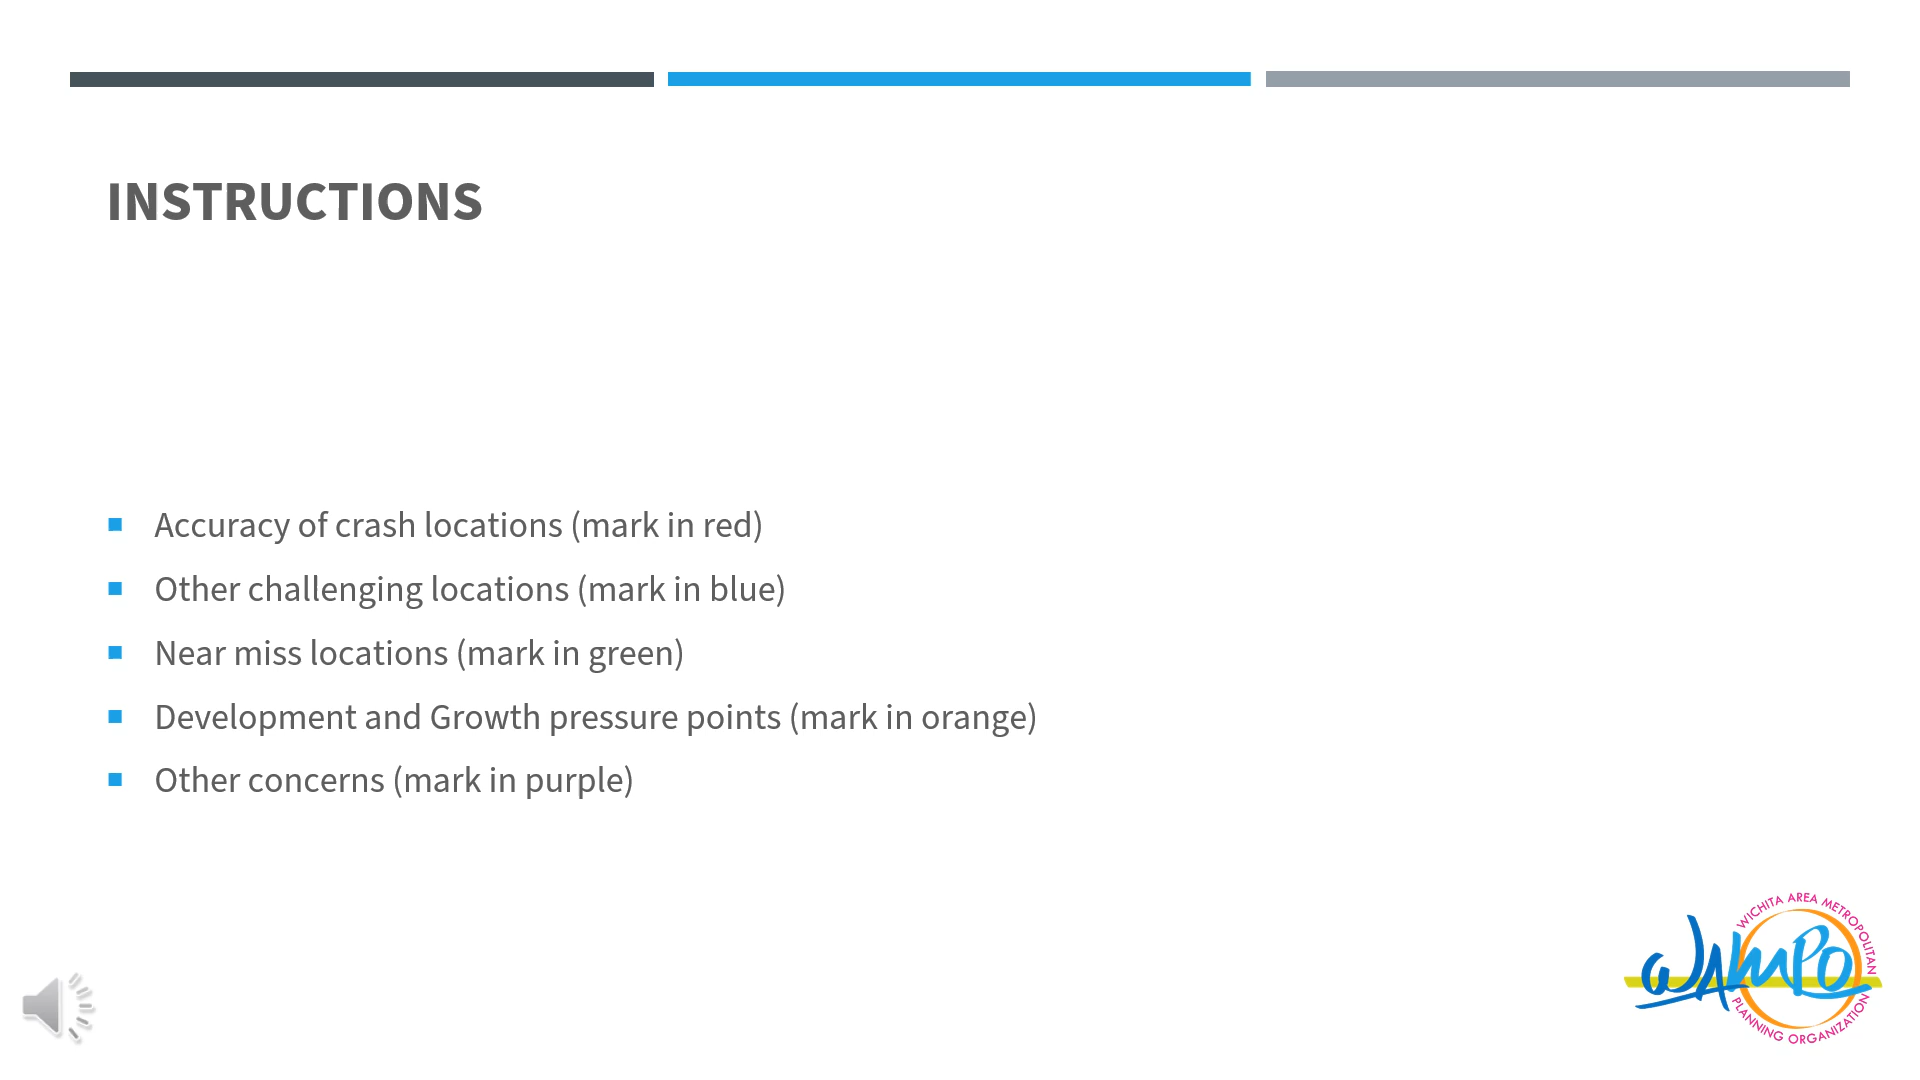 INSTRUCTIONS
Accuracy of crash locations (mark in red)
Other challenging locations (mark in blue)
Near miss locations (mark in green)
Development and Growth pressure points (mark in orange)
Other concerns (mark in purple)
WICHITA AREA METROPOLITAN
WAMPO
PLANNING ORGANIZATION